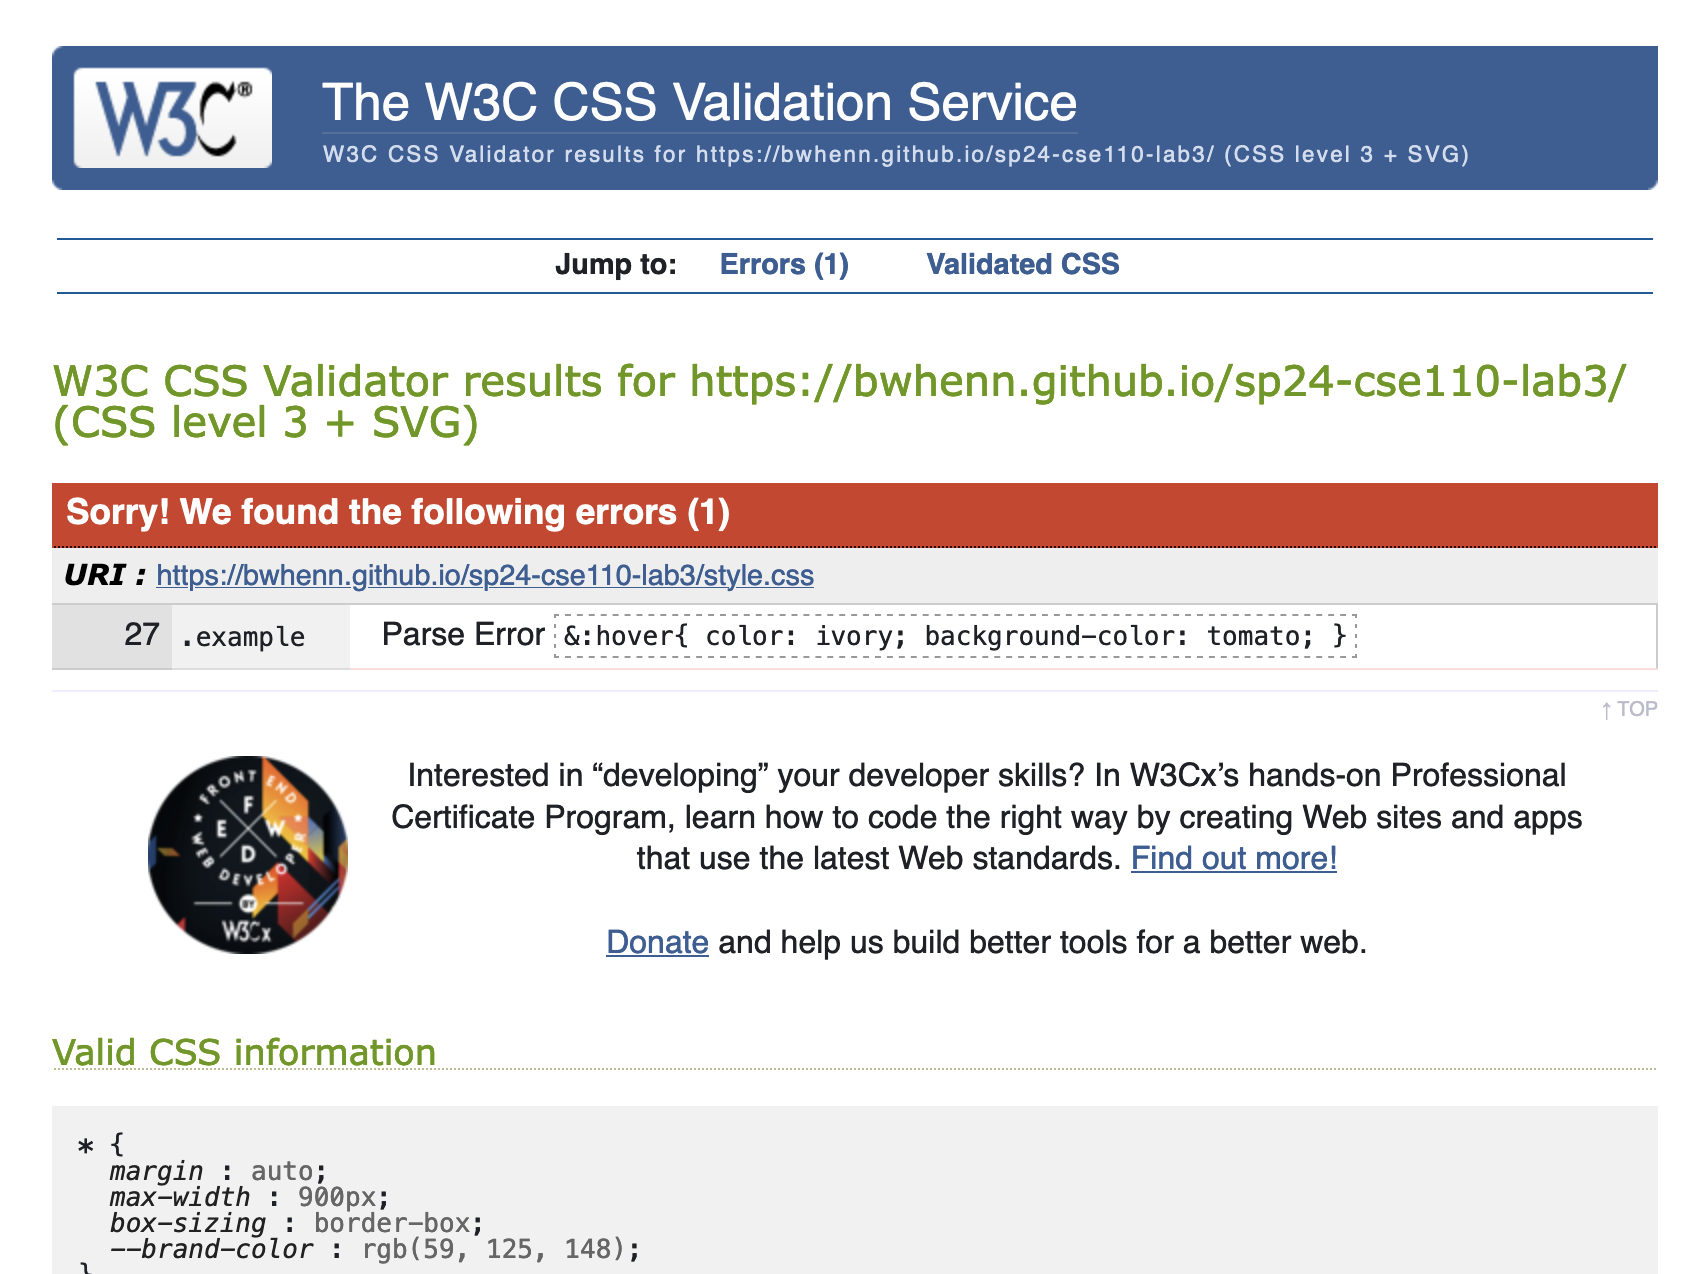 W3C®
The W3C CSS Validation Service
W3C CSS Validator results for https://bwhenn.github.io/sp24-cse110-lab3/ (CSS level 3 + SVG)
Jump to: Errors (1) Validated CSS
W3C CSS Validator results for https://bwhenn.github.io/sp24-cse110-lab3/
(CSS level 3 + SVG)
Sorry! We found the following errors (1)
URI : https://bwhenn.github.io/sp24-cse110-lab3/style.css
27 .example Parse Error &:hover{ color: ivory; background-color: tomato; }
↑ TOP
FRONT END
F
E W
D
★ WEB DEVELOPER ★
BY
W3Cx
Interested in “developing” your developer skills? In W3Cx’s hands-on Professional
Certificate Program, learn how to code the right way by creating Web sites and apps
that use the latest Web standards. Find out more!
Donate and help us build better tools for a better web.
Valid CSS information
* {
margin : auto;
max-width : 900px;
box-sizing : border-box;
--brand-color : rgb(59, 125, 148);
}